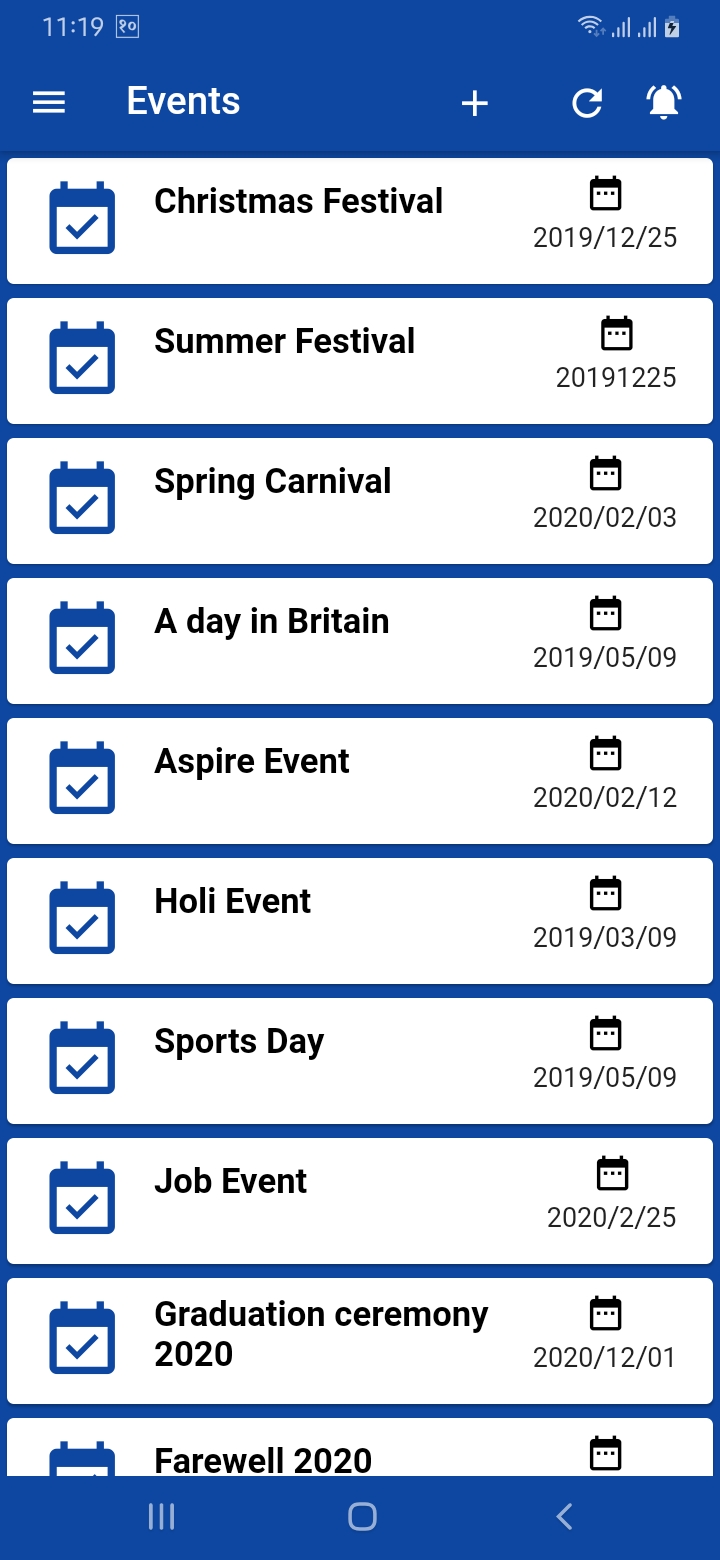 11:19 १०
Events
Christmas Festival
2019/12/25
Summer Festival
20191225
Spring Carnival
2020/02/03
A day in Britain
2019/05/09
Aspire Event
2020/02/12
Holi Event
2019/03/09
Sports Day
2019/05/09
Job Event
2020/2/25
Graduation ceremony
2020
2020/12/01
Farewell 2020